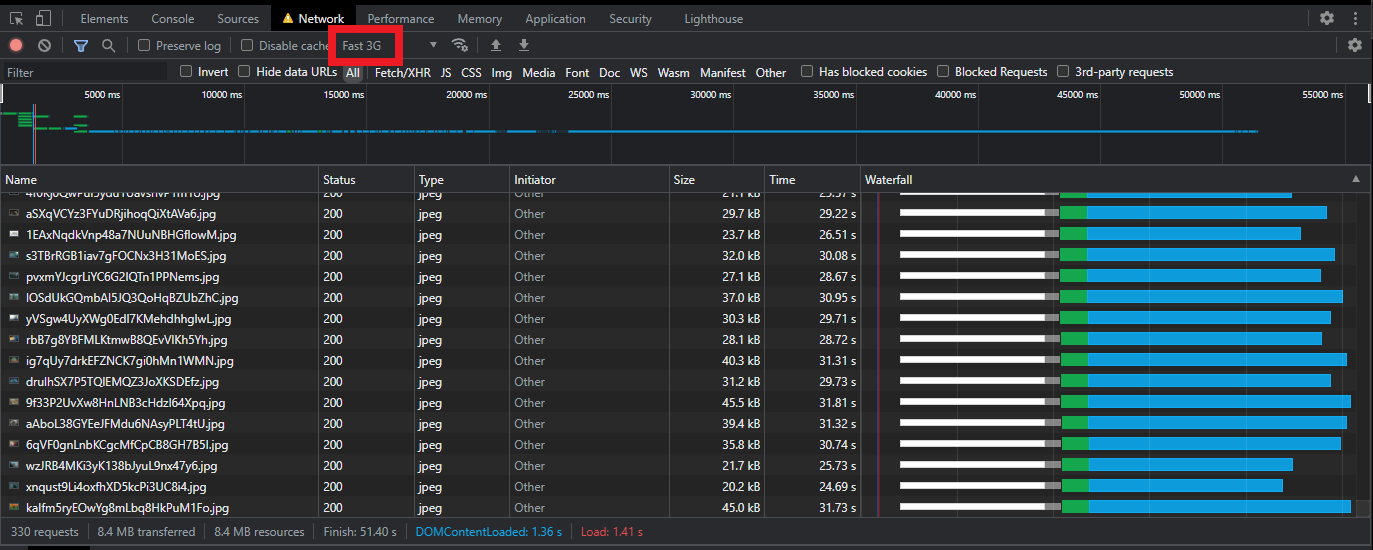 Elements Console Sources Network Performance Memory Application Security Lighthouse
Preserve log Disable cache Fast 3G
Filter Invert Hide data URLs All Fetch/XHR JS CSS Img Media Font Doc WS Wasm Manifest Other Has blocked cookies Blocked Requests 3rd-party requests
5000 ms 10000 ms 15000 ms 20000 ms 25000 ms 30000 ms 35000 ms 40000 ms 45000 ms 50000 ms 55000 ms
Name Status Type Initiator Size Time Waterfall
200 jpeg Other 21.1 kB 25.57 s
aSXqVCYz3FYuDRjihoqQiXtAVa6.jpg 200 jpeg Other 29.7 kB 29.22 s
1EAxNqdkVnp48a7NUuNBHGflowM.jpg 200 jpeg Other 23.7 kB 26.51 s
s3TBrRGB1iav7gFOCNx3H31MoES.jpg 200 jpeg Other 32.0 kB 30.08 s
pvxmYJcgrLiYC6G2IQTn1PPNems.jpg 200 jpeg Other 27.1 kB 28.67 s
lOSdUkGQmbAl5JQ3QoHqBZUbZhC.jpg 200 jpeg Other 37.0 kB 30.95 s
yVSgw4UyXWg0EdI7KMehdhhglwL.jpg 200 jpeg Other 30.3 kB 29.71 s
rbB7g8YBFMLKtmwB8QEvVlKh5Yh.jpg 200 jpeg Other 28.1 kB 28.72 s
ig7qUy7drkEFZNCK7gi0hMn1WMN.jpg 200 jpeg Other 40.3 kB 31.31 s
drulhSX7P5TQlEMQZ3JoXKSDEfz.jpg 200 jpeg Other 31.2 kB 29.73 s
9f33P2UvXw8HnLNB3cHdzI64Xpq.jpg 200 jpeg Other 45.5 kB 31.81 s
aAboL38GYEeJFMdu6NAsyPLT4tU.jpg 200 jpeg Other 39.4 kB 31.32 s
6qVF0gnLnbKCgcMfCpCB8GH7B5I.jpg 200 jpeg Other 35.8 kB 30.74 s
wzJRB4MKi3yK138bJyuL9nx47y6.jpg 200 jpeg Other 21.7 kB 25.73 s
xnqust9Li4oxfhXD5kcPi3UC8i4.jpg 200 jpeg Other 20.2 kB 24.69 s
kalfm5ryEOwYg8mLbq8HkPuM1Fo.jpg 200 jpeg Other 45.0 kB 31.73 s
330 requests 8.4 MB transferred 8.4 MB resources Finish: 51.40 s DOMContentLoaded: 1.36 s Load: 1.41 s